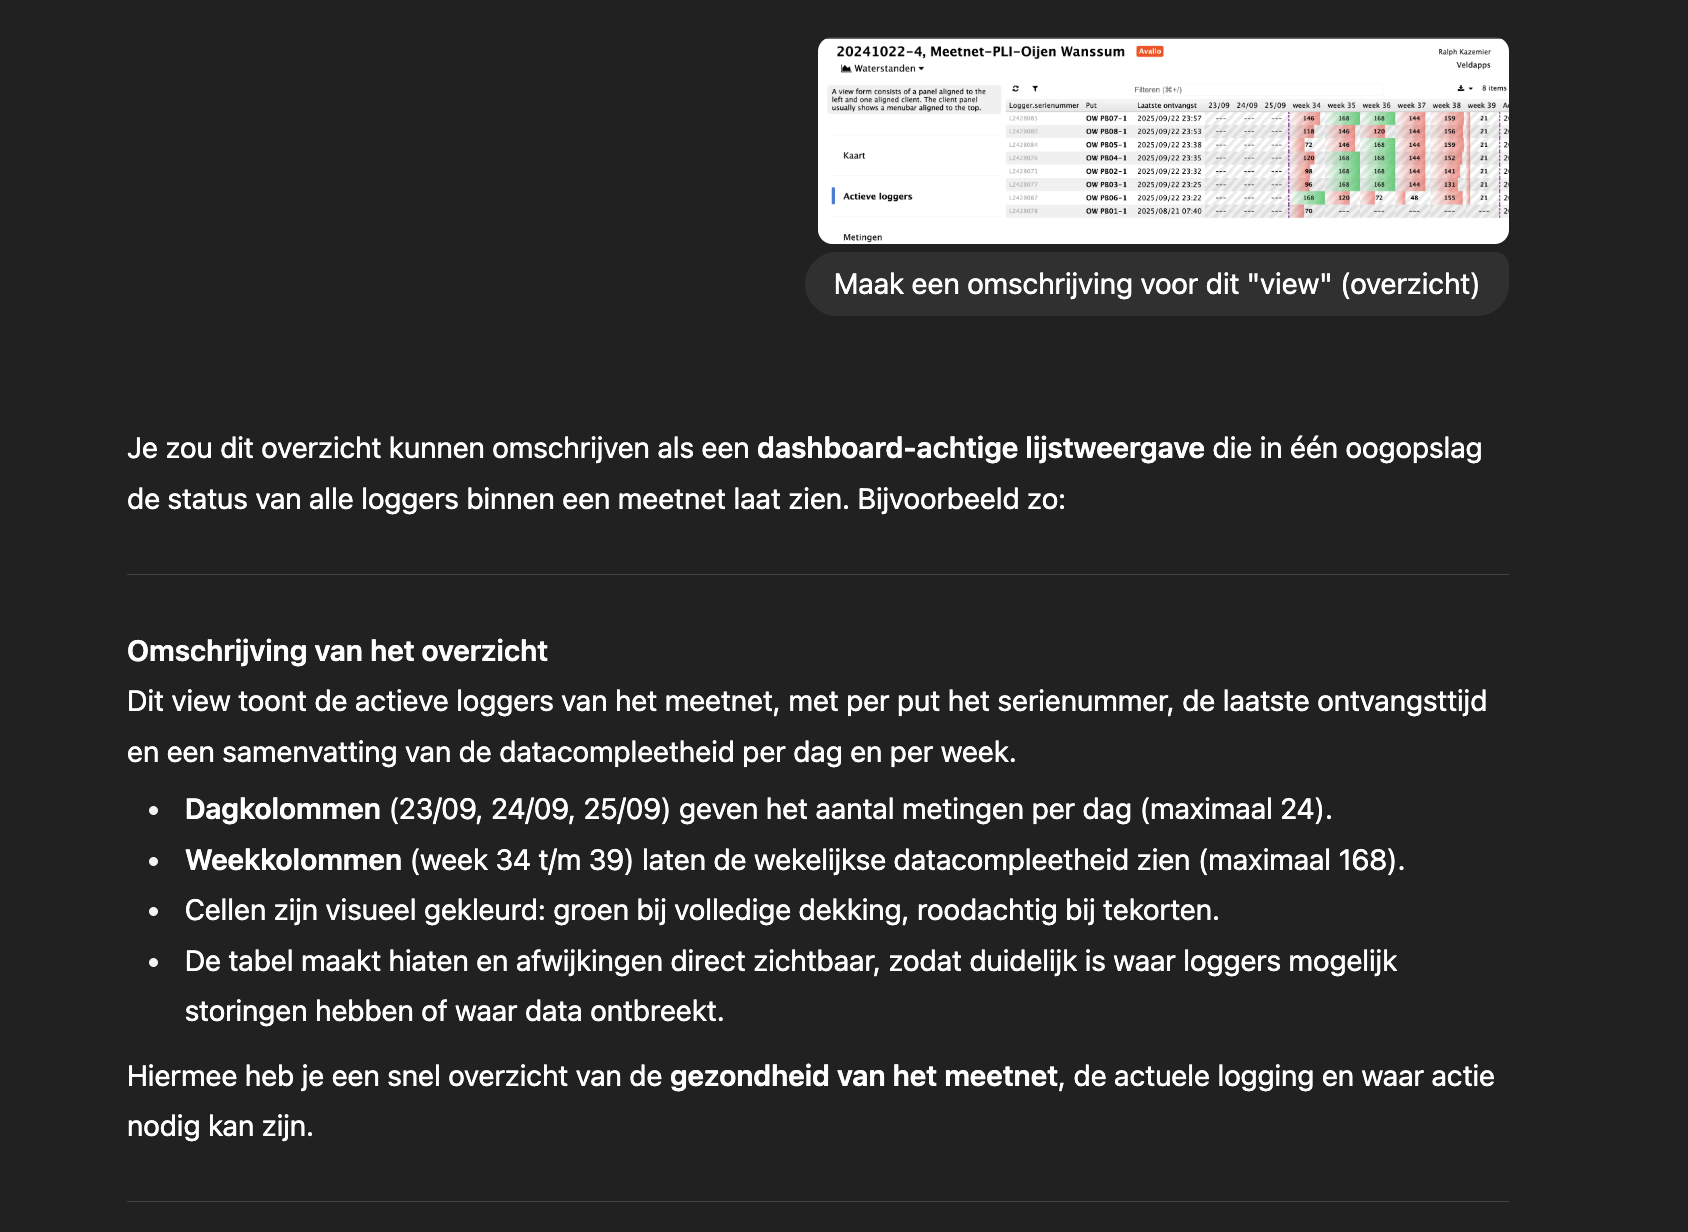 20241022-4, Meetnet-PLI-Oijen Wanssum Avallo
Ralph Kazemier
Waterstanden
Veldapps
A view form consists of a panel aligned to the
left and one aligned client. The client panel
usually shows a menubar aligned to the top.
Filteren (⌘+/)
8 items
Logger.serienummer Put Laatste ontvangst 23/09 24/09 25/09 week 34 week 35 week 36 week 37 week 38 week 39
L2428085 OW PB07-1 2025/09/22 23:57 --- --- --- 146 168 168 144 159 21
OW PB08-1 2025/09/22 23:53 --- --- --- 118 146 120 144 156 21
L2428084 OW PB05-1 2025/09/22 23:38 --- --- --- 72 146 168 144 159 21
L2428076 OW PB04-1 2025/09/22 23:35 --- --- --- 120 168 168 144 152 21
L2428071 OW PB02-1 2025/09/22 23:32 --- --- --- 98 168 168 144 141 21
L2428077 OW PB03-1 2025/09/22 23:25 --- --- --- 96 168 168 144 131 21
L2428087 OW PB06-1 2025/09/22 23:22 --- --- --- 168 120 72 48 155 21
L2428078 OW PB01-1 2025/08/21 07:40 --- --- --- 70 --- --- --- --- ---
Kaart
Actieve loggers
Metingen
Maak een omschrijving voor dit "view" (overzicht)
Je zou dit overzicht kunnen omschrijven als een dashboard-achtige lijstweergave die in één oogopslag
de status van alle loggers binnen een meetnet laat zien. Bijvoorbeeld zo:
Omschrijving van het overzicht
Dit view toont de actieve loggers van het meetnet, met per put het serienummer, de laatste ontvangsttijd
en een samenvatting van de datacompleetheid per dag en per week.
• Dagkolommen (23/09, 24/09, 25/09) geven het aantal metingen per dag (maximaal 24).
• Weekkolommen (week 34 t/m 39) laten de wekelijkse datacompleetheid zien (maximaal 168).
• Cellen zijn visueel gekleurd: groen bij volledige dekking, roodachtig bij tekorten.
• De tabel maakt hiaten en afwijkingen direct zichtbaar, zodat duidelijk is waar loggers mogelijk
storingen hebben of waar data ontbreekt.
Hiermee heb je een snel overzicht van de gezondheid van het meetnet, de actuele logging en waar actie
nodig kan zijn.